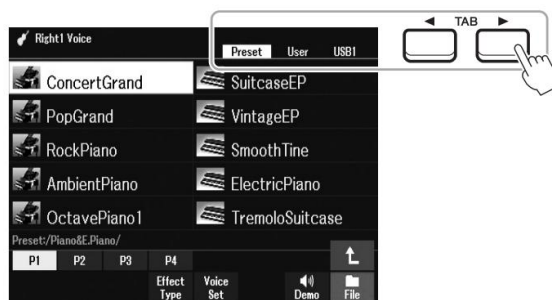 ◄ TAB ►
Right1 Voice
Preset User USB1
ConcertGrand SuitcaseEP
PopGrand VintageEP
RockPiano SmoothTine
AmbientPiano ElectricPiano
OctavePiano1 TremoloSuitcase
Preset:/Piano&E.Piano/
P1 P2 P3 P4
Effect Type Voice Set Demo File